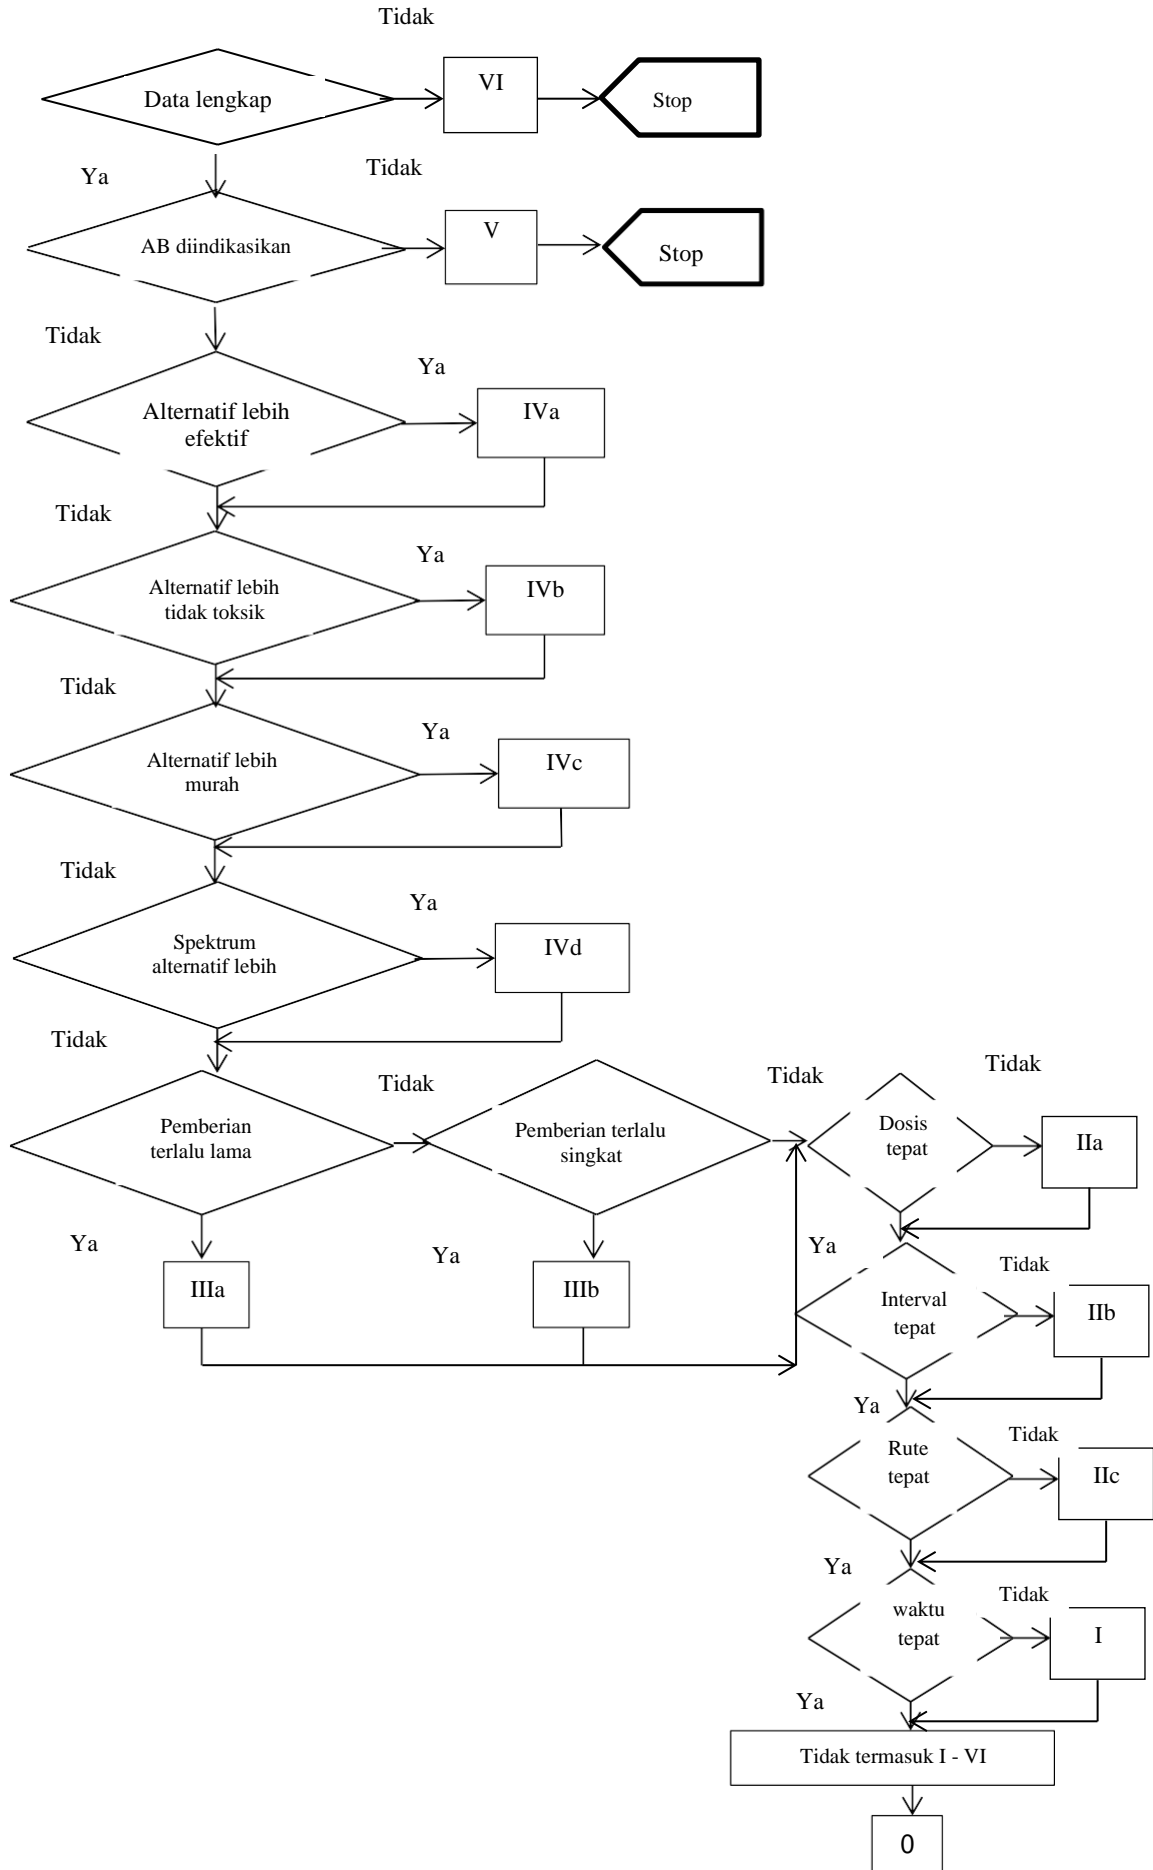 Tidak
Data lengkap
VI
Stop
Ya
Tidak
AB diindikasikan
V
Stop
Tidak
Alternatif lebih
efektif
Ya
IVa
Tidak
Alternatif lebih
tidak toksik
Ya
IVb
Tidak
Alternatif lebih
murah
Ya
IVc
Tidak
Spektrum
alternatif lebih
Ya
IVd
Tidak
Pemberian
terlalu lama
Tidak
Pemberian terlalu
singkat
Tidak
Dosis
tepat
Tidak
IIa
Ya
IIIa
Ya
IIIb
Ya
Interval
tepat
Tidak
IIb
Ya
Rute
tepat
Tidak
IIc
Ya
waktu
tepat
Tidak
I
Ya
Tidak termasuk I - VI
0